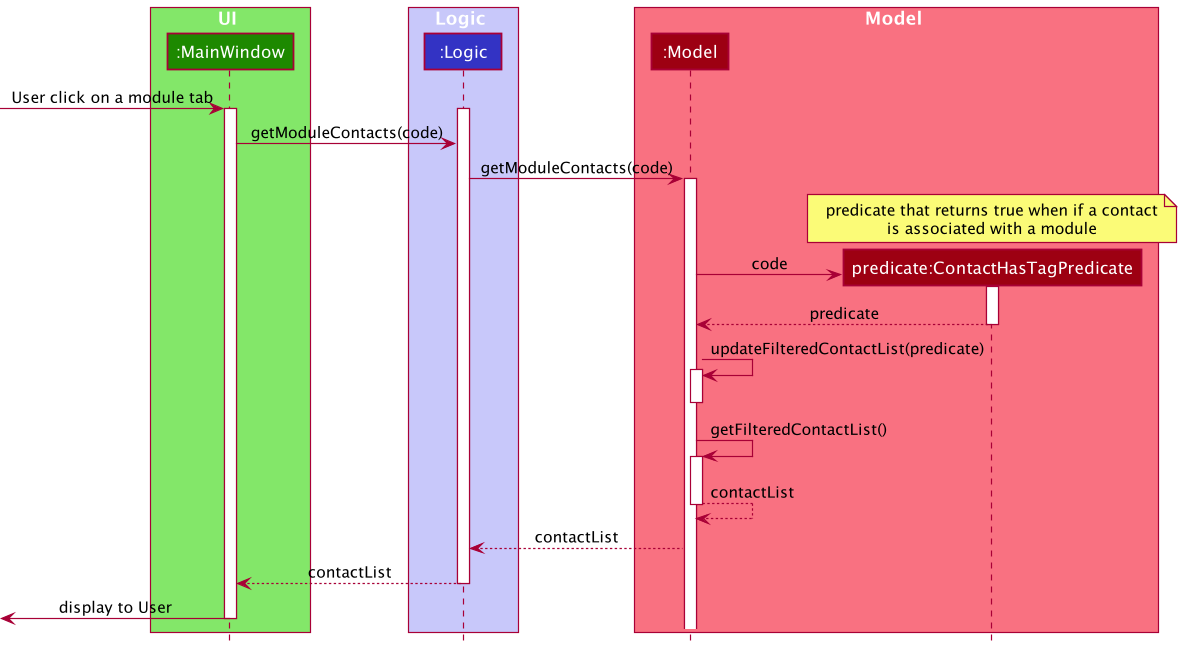 UI
Logic
Model
:MainWindow
:Logic
:Model
User click on a module tab
getModuleContacts(code)
getModuleContacts(code)
predicate that returns true when if a contact
is associated with a module
code
predicate:ContactHasTagPredicate
predicate
updateFilteredContactList(predicate)
getFilteredContactList()
contactList
contactList
contactList
display to User